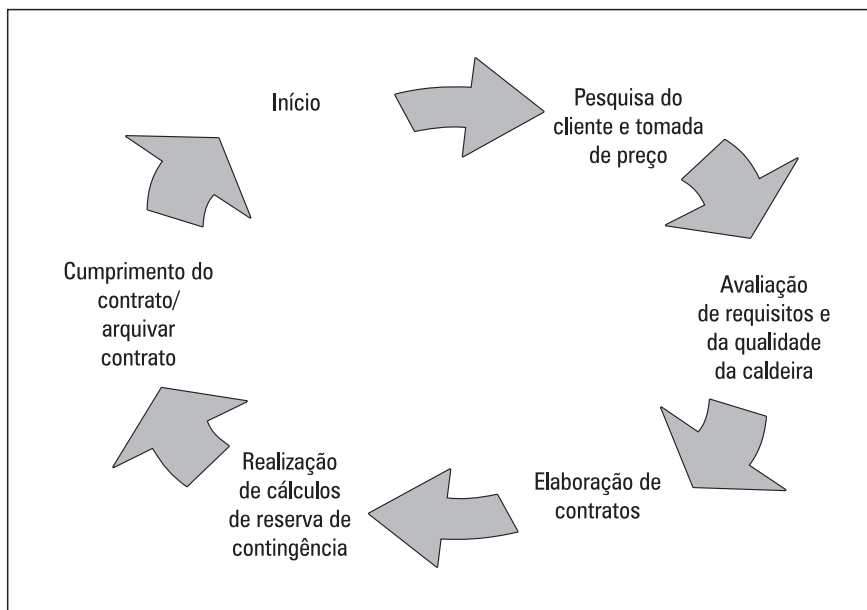 Início
Pesquisa do
cliente e tomada
de preço
Avaliação
de requisitos e
da qualidade
da caldeira
Elaboração de
contratos
Realização
de cálculos
de reserva de
contingência
Cumprimento do
contrato/
arquivar
contrato